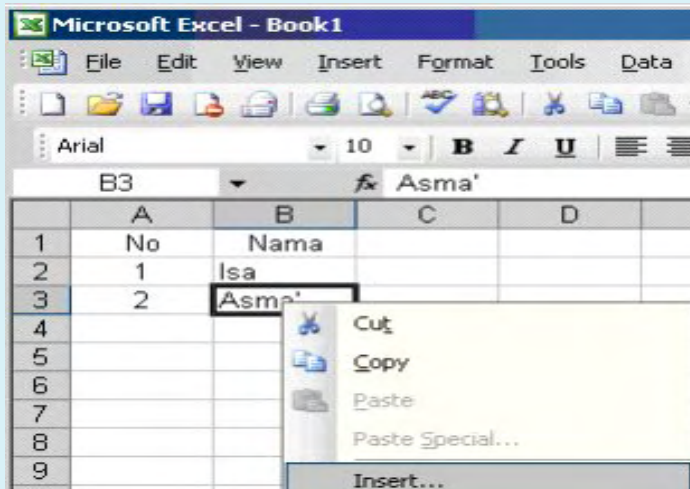 Microsoft Excel - Book1
File Edit View Insert Format Tools Data
Arial 10 B I U
B3 fx Asma'
A B C D
1 No Nama
2 1 Isa
3 2 Asma'
4 Cut
5 Copy
6
7 Paste
8 Paste Special...
9 Insert...